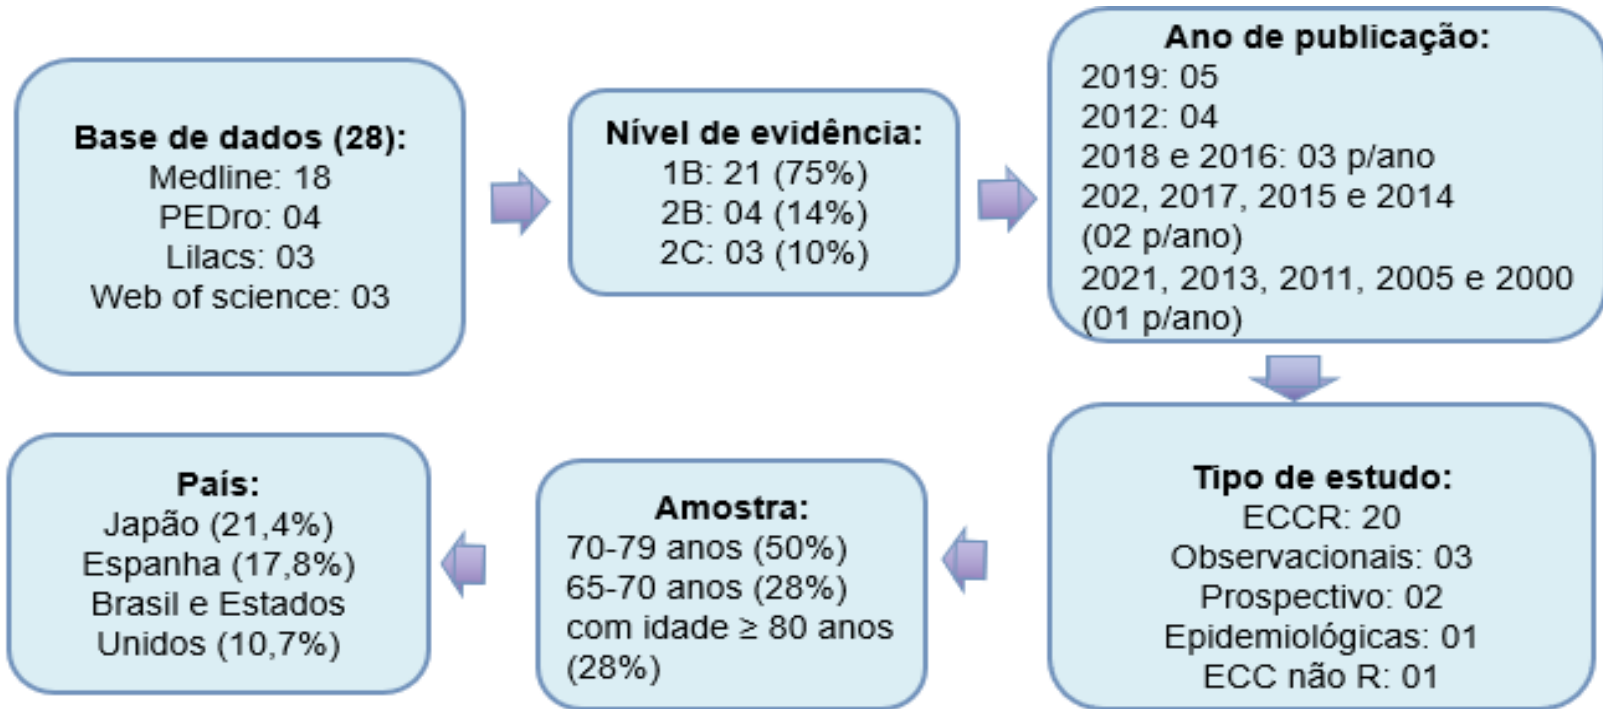 Base de dados (28):
Medline: 18
PEDro: 04
Lilacs: 03
Web of science: 03
Nível de evidência:
1B: 21 (75%)
2B: 04 (14%)
2C: 03 (10%)
Ano de publicação:
2019: 05
2012: 04
2018 e 2016: 03 p/ano
202, 2017, 2015 e 2014
(02 p/ano)
2021, 2013, 2011, 2005 e 2000
(01 p/ano)
Tipo de estudo:
ECCR: 20
Observacionais: 03
Prospectivo: 02
Epidemiológicas: 01
ECC não R: 01
Amostra:
70-79 anos (50%)
65-70 anos (28%)
com idade ≥ 80 anos
(28%)
País:
Japão (21,4%)
Espanha (17,8%)
Brasil e Estados
Unidos (10,7%)